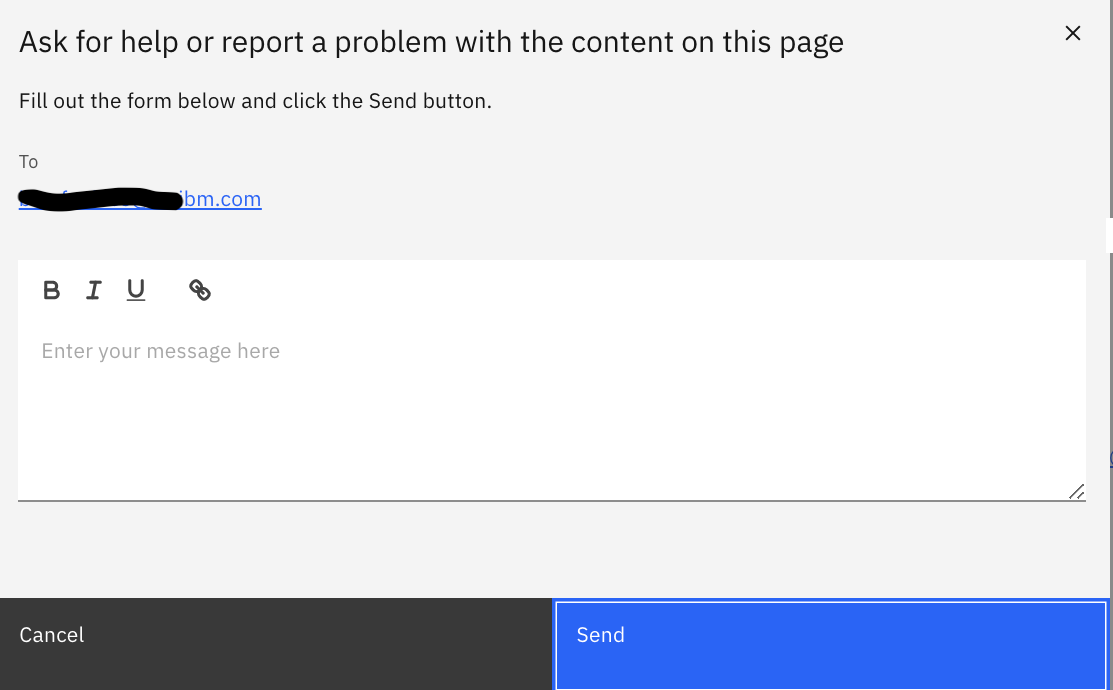 Ask for help or report a problem with the content on this page
Fill out the form below and click the Send button.
To
ibm.com
B I U
Enter your message here
Cancel
Send